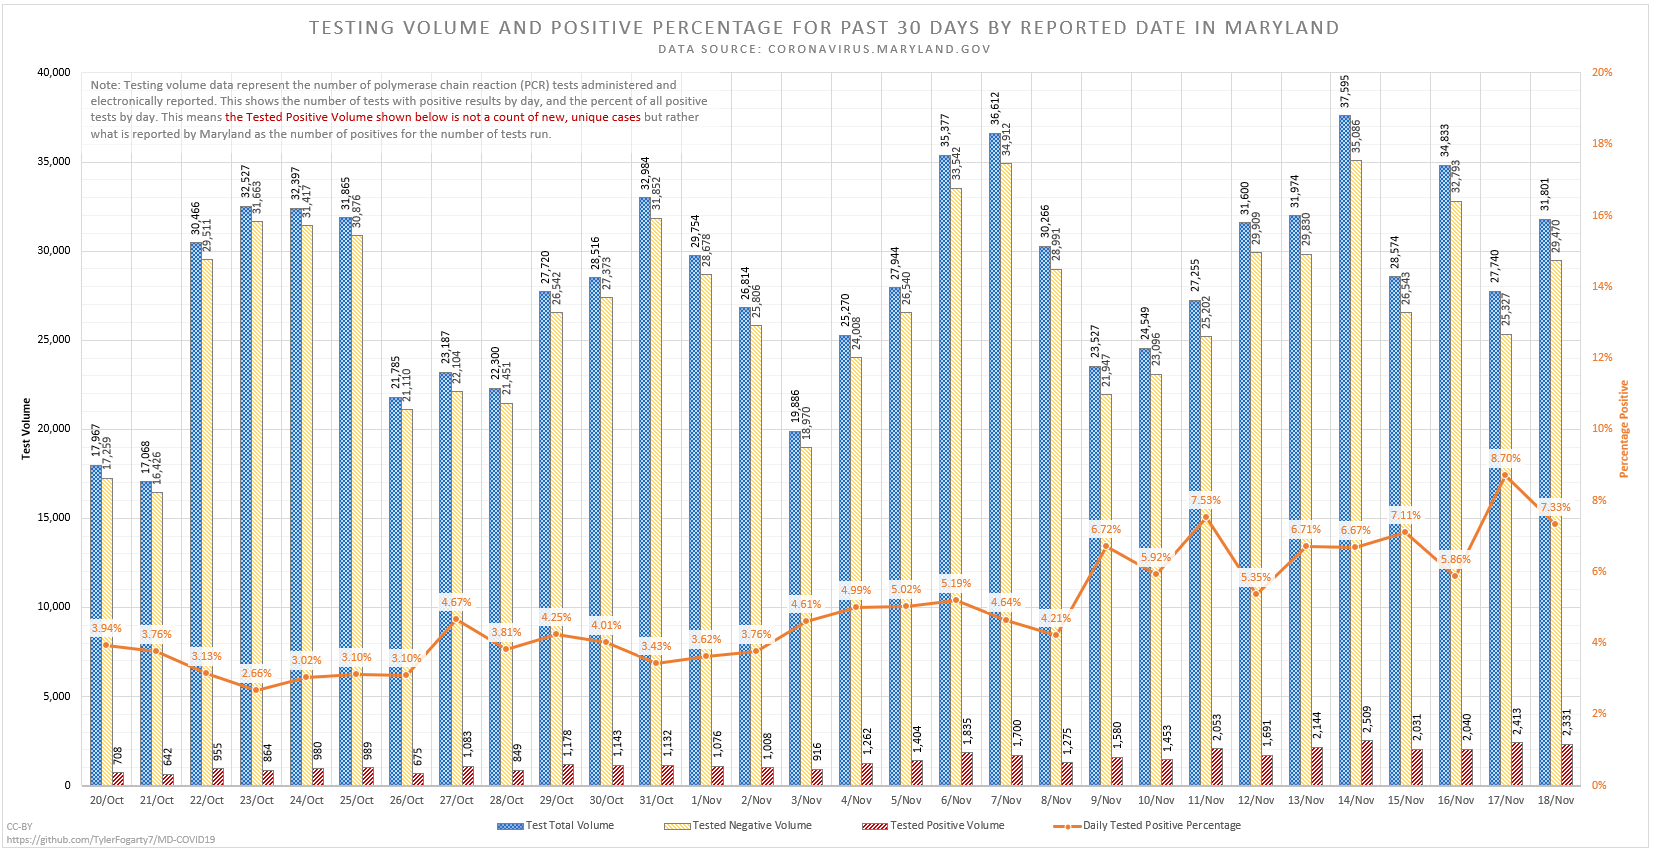 TESTING VOLUME AND POSITIVE PERCENTAGE FOR PAST 30 DAYS BY REPORTED DATE IN MARYLAND
DATA SOURCE: CORONAVIRUS.MARYLAND.GOV
Note: Testing volume data represent the number of polymerase chain reaction (PCR) tests administered and
electronically reported. This shows the number of tests with positive results by day, and the percent of all positive
tests by day. This means the Tested Positive Volume shown below is not a count of new, unique cases but rather
what is reported by Maryland as the number of positives for the number of tests run.
Test Volume
40,000
35,000
30,000
25,000
20,000
15,000
10,000
5,000
0
Percentage Positive
20%
18%
16%
14%
12%
10%
8%
6%
4%
2%
0%
17,967 17,259 3.94% 708
17,068 16,426 3.76% 642
30,466 29,511 3.13% 955
32,527 31,663 2.66% 864
32,397 31,417 3.02% 980
31,865 30,876 3.10% 989
21,785 21,110 3.10% 675
23,187 22,104 4.67% 1,083
22,300 21,451 3.81% 849
27,720 26,542 4.25% 1,178
28,516 27,373 4.01% 1,143
32,984 31,852 3.43% 1,132
29,754 28,678 3.62% 1,076
26,814 25,806 3.76% 1,008
19,886 18,970 4.61% 916
25,270 24,008 4.99% 1,262
27,944 26,540 5.02% 1,404
35,377 33,542 5.19% 1,835
36,612 34,912 4.64% 1,700
30,266 28,991 4.21% 1,275
23,527 21,947 6.72% 1,580
24,549 23,096 5.92% 1,453
27,255 25,202 7.53% 2,053
31,600 29,909 5.35% 1,691
31,974 29,830 6.71% 2,144
37,595 35,086 6.67% 2,509
28,574 26,543 7.11% 2,031
34,833 32,793 5.86% 2,040
27,740 25,327 8.70% 2,413
31,801 29,470 7.33% 2,331
20/Oct 21/Oct 22/Oct 23/Oct 24/Oct 25/Oct 26/Oct 27/Oct 28/Oct 29/Oct 30/Oct 31/Oct 1/Nov 2/Nov 3/Nov 4/Nov 5/Nov 6/Nov 7/Nov 8/Nov 9/Nov 10/Nov 11/Nov 12/Nov 13/Nov 14/Nov 15/Nov 16/Nov 17/Nov 18/Nov
Test Total Volume Tested Negative Volume Tested Positive Volume Daily Tested Positive Percentage
CC-BY
https://github.com/TylerFogarty7/MD-COVID19